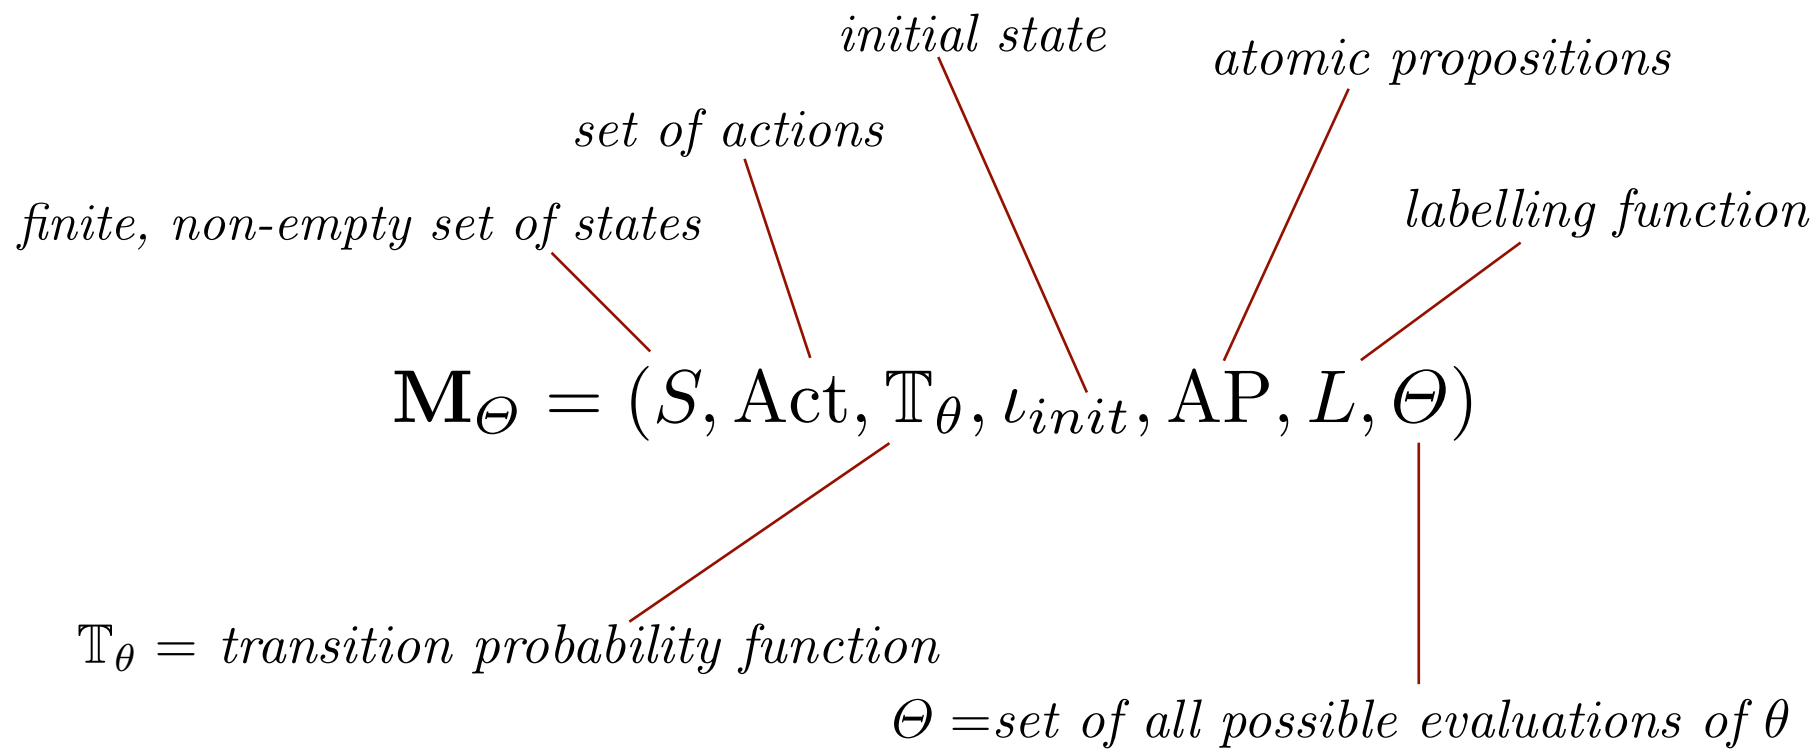 initial state
atomic propositions
set of actions
labelling function
finite, non-empty set of states
𝐌_Θ = (S, Act, 𝕋_θ, ι_init, AP, L, Θ)
𝕋_θ = transition probability function
Θ =set of all possible evaluations of θ